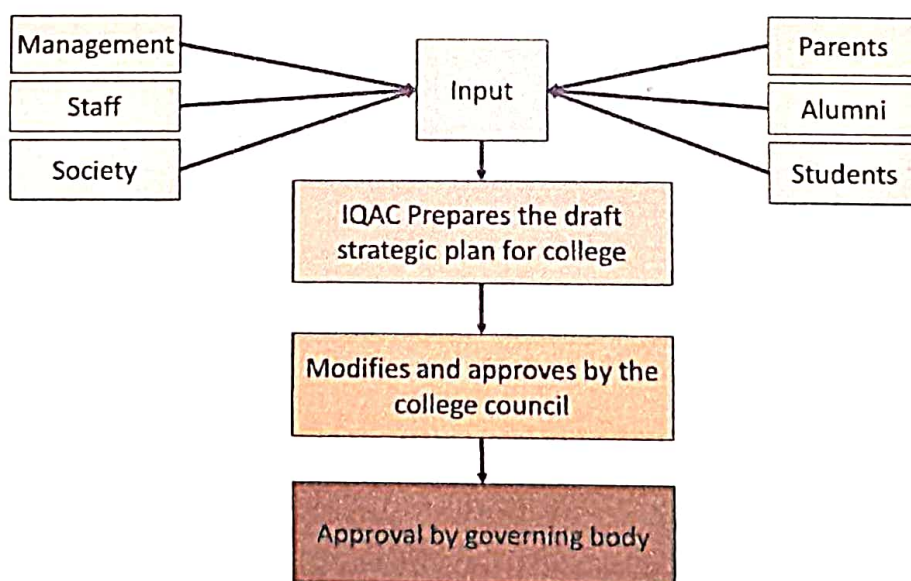 Management
Staff
Society
Input
Parents
Alumni
Students
IQAC Prepares the draft
strategic plan for college
Modifies and approves by the
college council
Approval by governing body